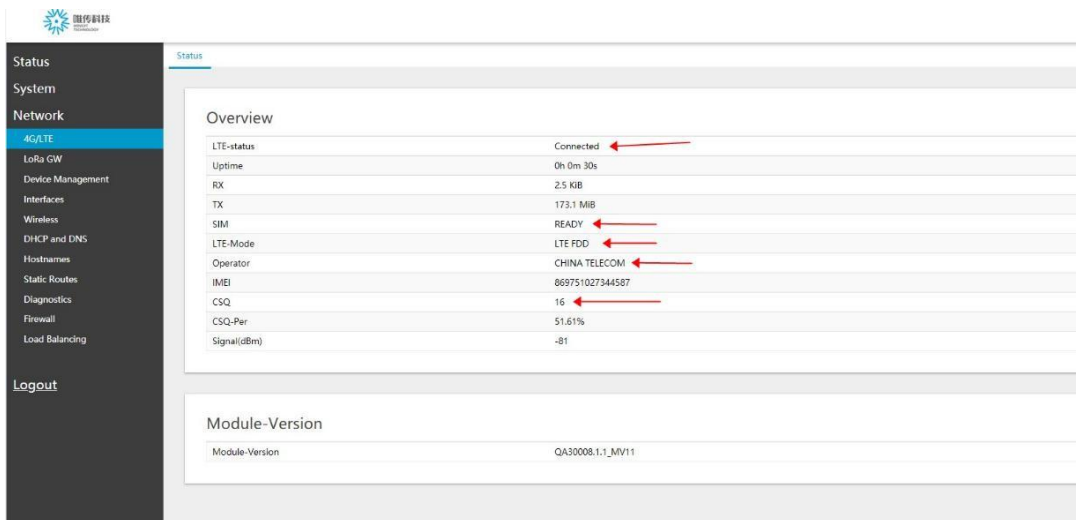 唯传科技
Status
System
Network
4G/LTE
LoRa GW
Device Management
Interfaces
Wireless
DHCP and DNS
Hostnames
Static Routes
Diagnostics
Firewall
Load Balancing
Logout
Status
Overview
LTE-status Connected
Uptime 0h 0m 30s
RX 2.5 KiB
TX 173.1 MiB
SIM READY
LTE-Mode LTE FDD
Operator CHINA TELECOM
IMEI 869751027344587
CSQ 16
CSQ-Per 51.61%
Signal(dBm) -81
Module-Version
Module-Version QA30008.1.1_MV11